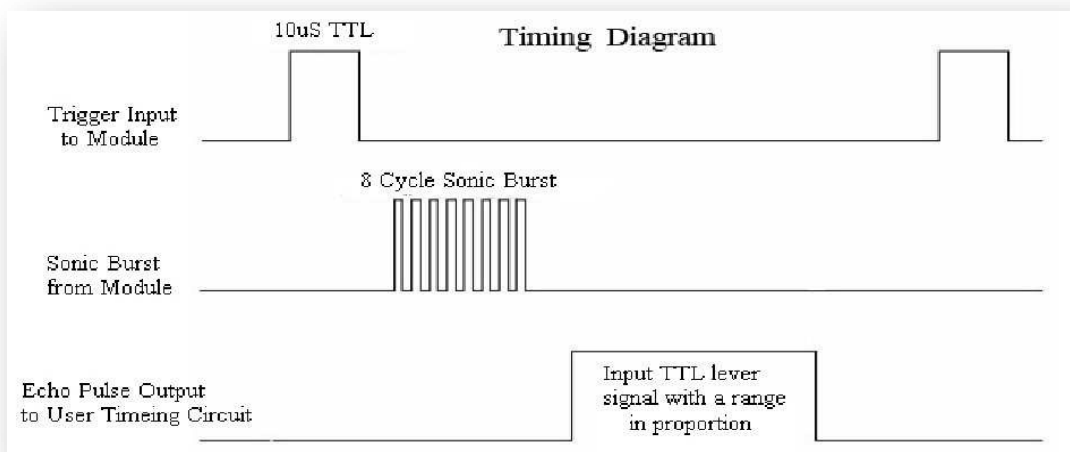 10uS TTL
Timing Diagram
Trigger Input
to Module
8 Cycle Sonic Burst
Sonic Burst
from Module
Echo Pulse Output
to User Timeing Circuit
Input TTL lever
signal with a range
in proportion